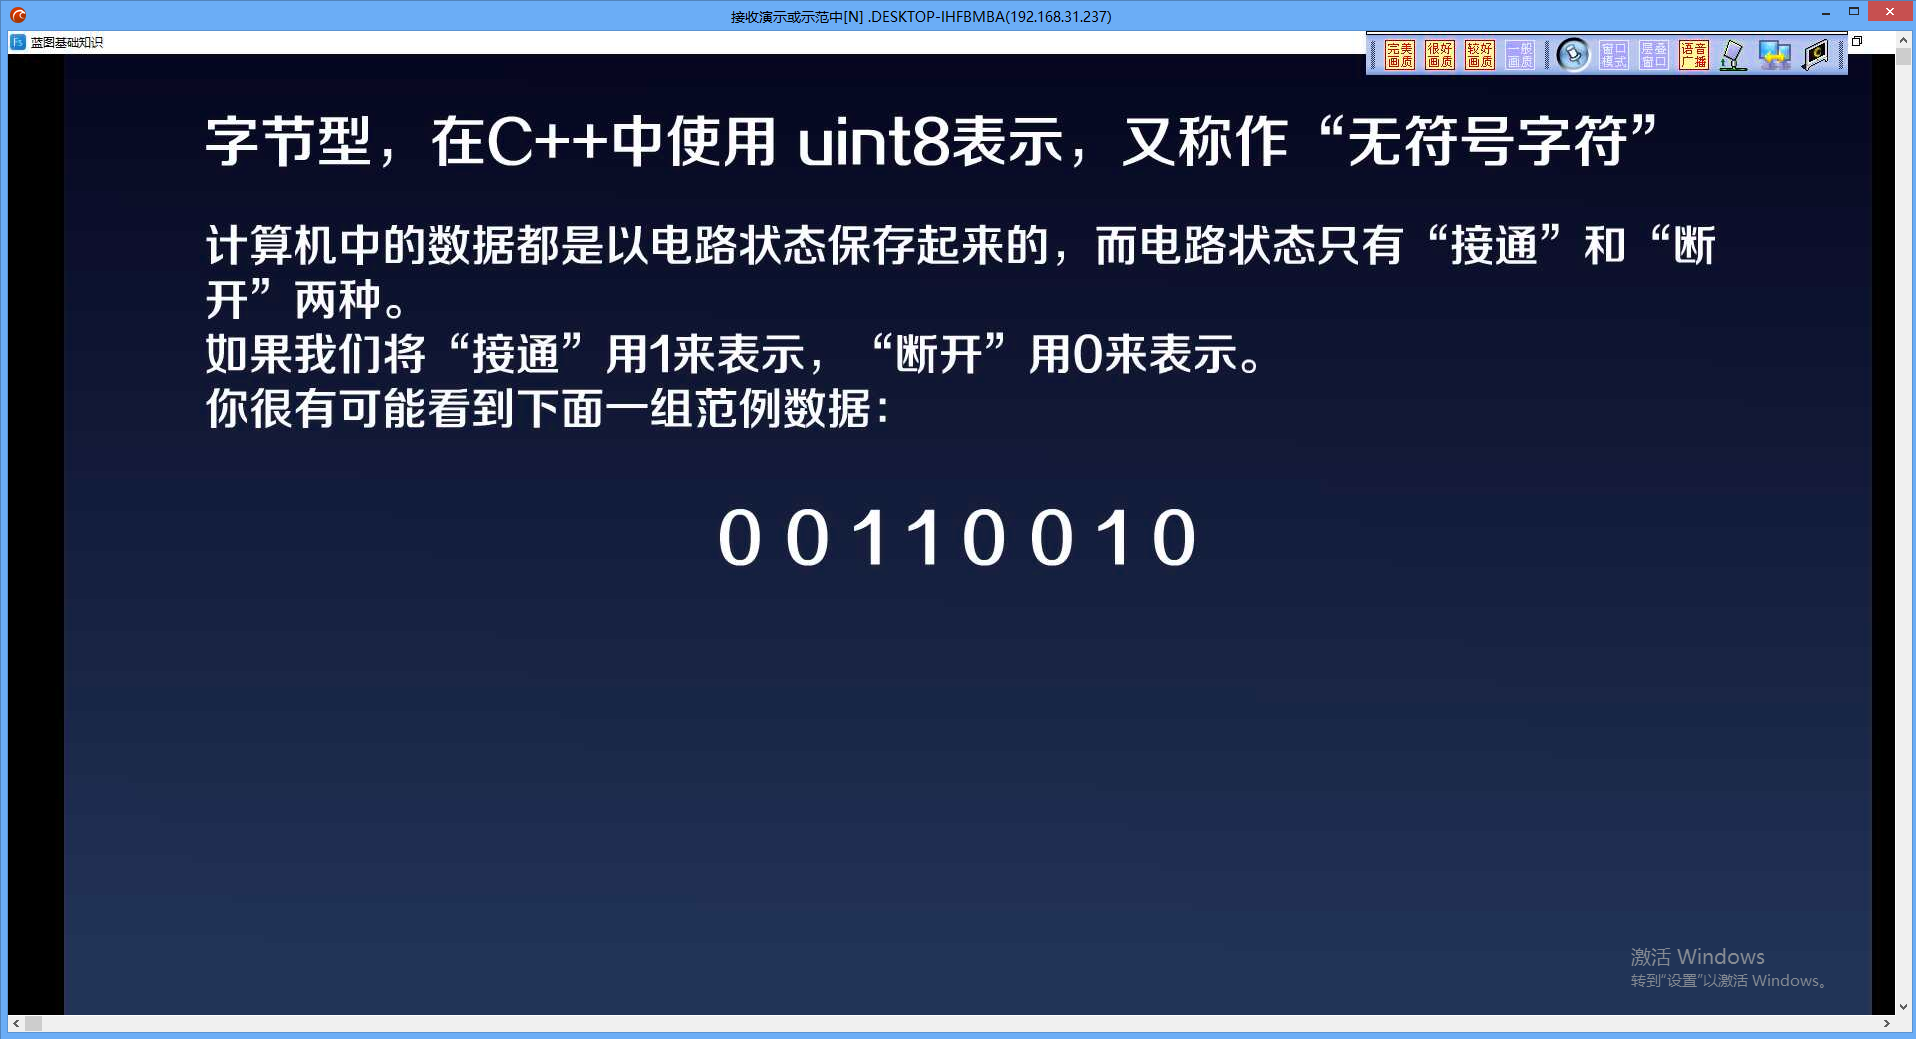 接收演示或示范中[N] .DESKTOP-IHFBMBA(192.168.31.237)
Fs 蓝图基础知识
完美画质 很好画质 较好画质 一般画质 窗口模式 层叠窗口 语音广播
字节型，在C++中使用 uint8表示，又称作“无符号字符”
计算机中的数据都是以电路状态保存起来的，而电路状态只有“接通”和“断
开”两种。
如果我们将“接通”用1来表示，“断开”用0来表示。
你很有可能看到下面一组范例数据：
0 0 1 1 0 0 1 0
激活 Windows
转到“设置”以激活 Windows。